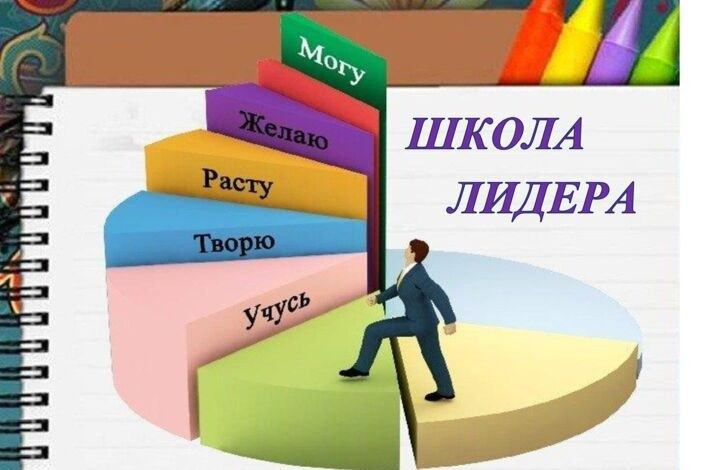 Могу
Желаю
Расту
Творю
Учусь
ШКОЛА
ЛИДЕРА